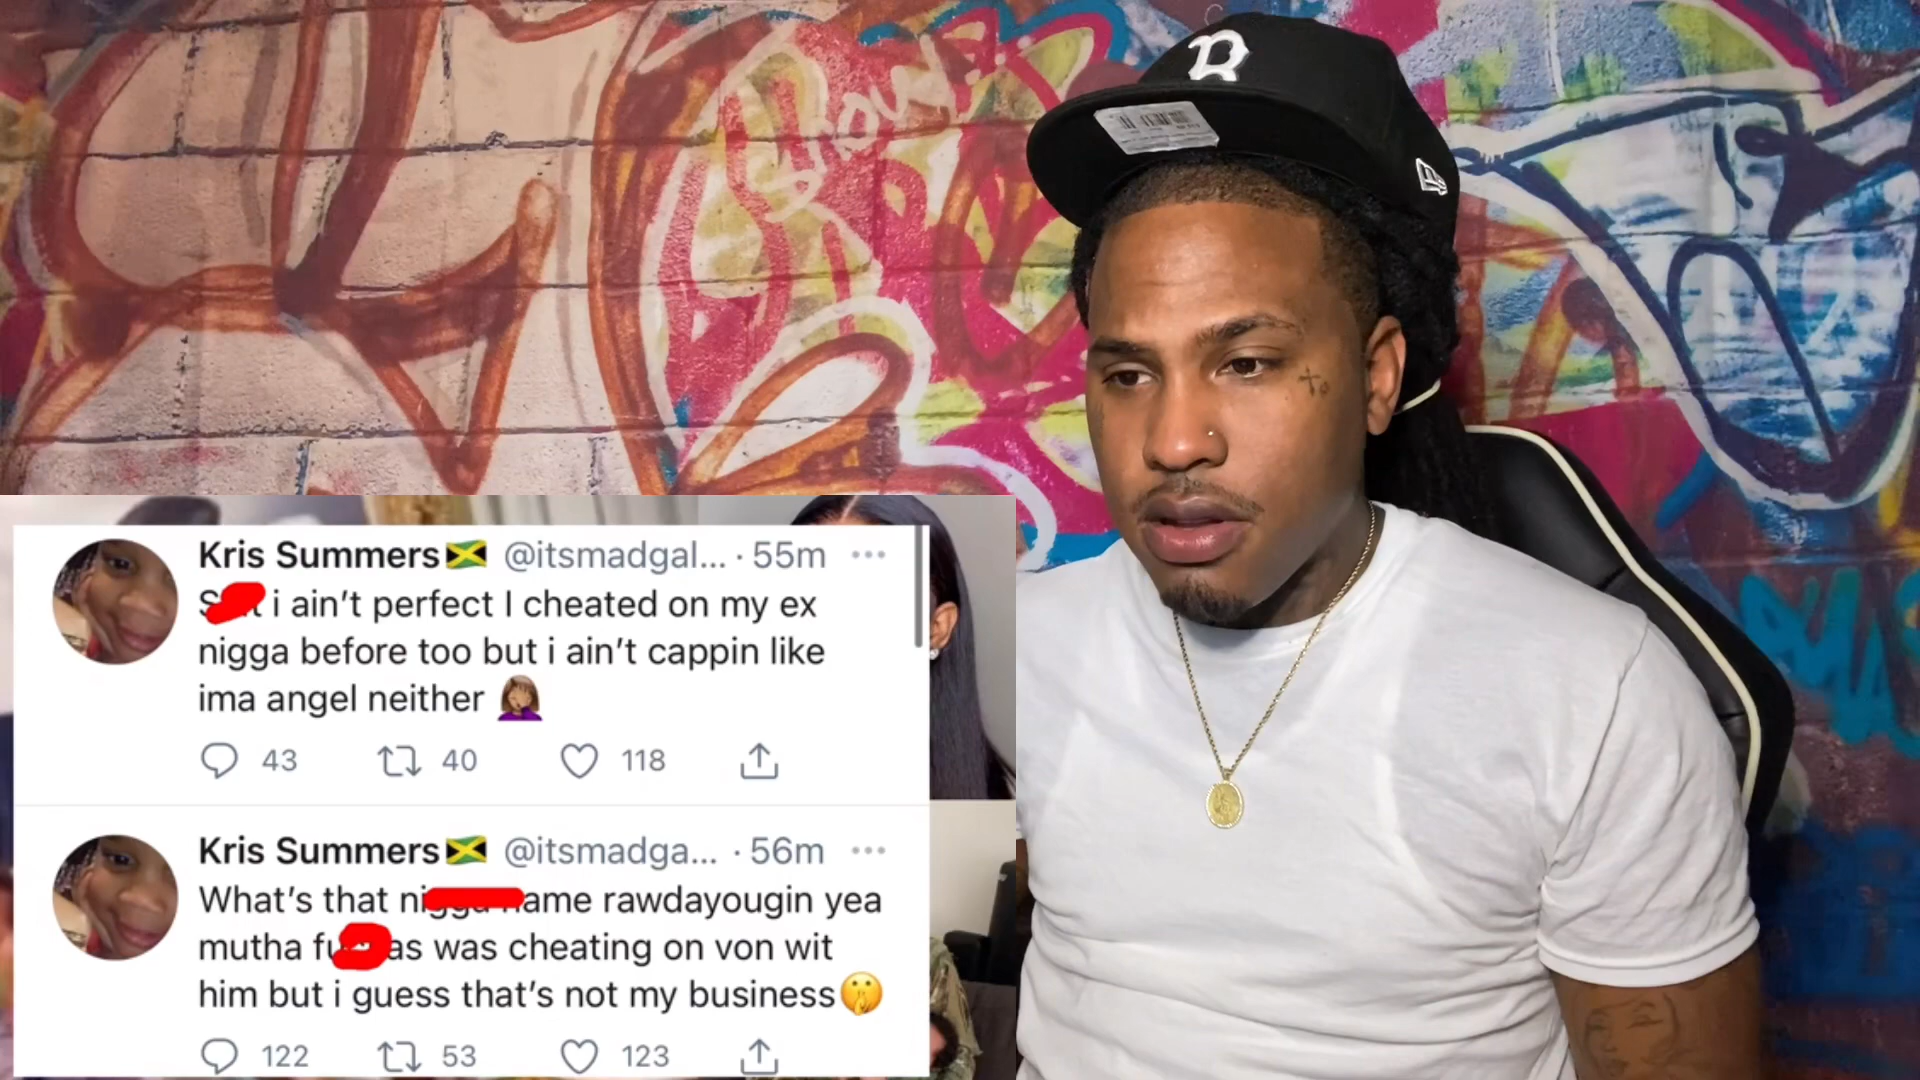 Kris Summers🇯🇲 @itsmadgal... · 55m
i ain't perfect I cheated on my ex
nigga before too but i ain't cappin like
ima angel neither 🤦🏽‍♀️
43 40 118
Kris Summers🇯🇲 @itsmadga... · 56m
What's that rawdayougin yea
mutha was cheating on von wit
him but i guess that's not my business🤫
122 53 123